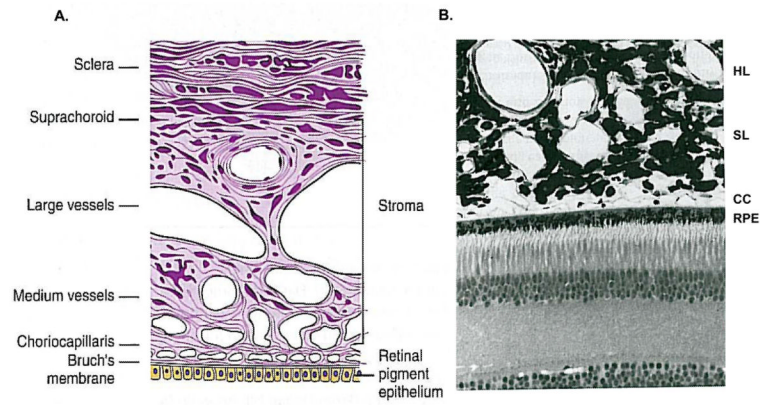 A.
B.
Sclera
Suprachoroid
Large vessels
Medium vessels
Choriocapillaris
Bruch's
membrane
Stroma
Retinal
pigment
epithelium
HL
SL
CC
RPE